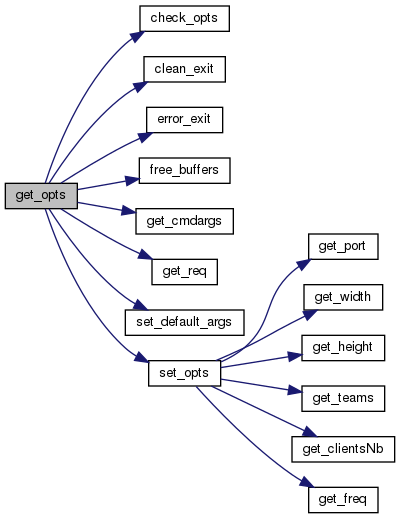 check_opts
clean_exit
error_exit
get_opts
free_buffers
get_cmdargs
get_port
get_req
get_width
set_default_args
get_height
set_opts
get_teams
get_clientsNb
get_freq